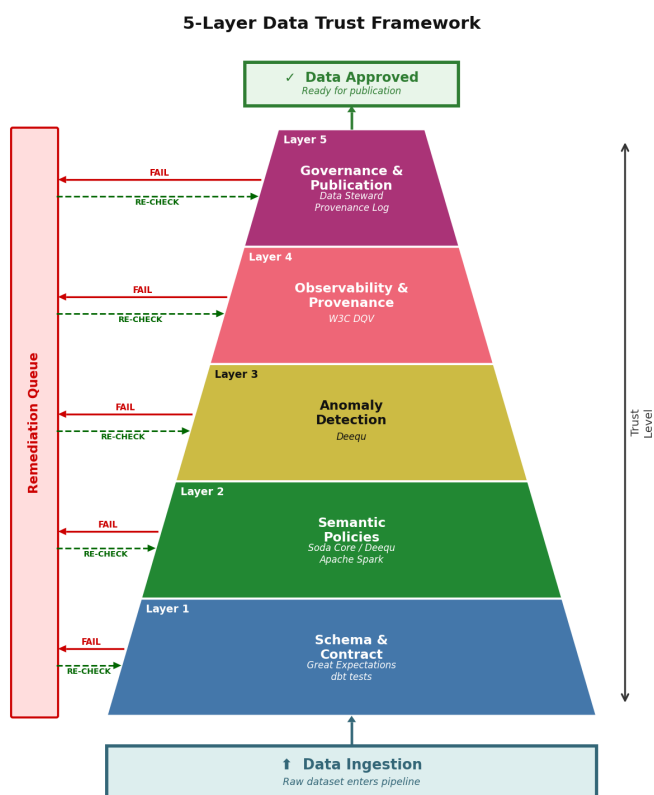 5-Layer Data Trust Framework
✓ Data Approved
Ready for publication
Layer 5
Governance &
Publication
Data Steward
Provenance Log
FAIL
RE-CHECK
Layer 4
Observability &
Provenance
W3C DQV
FAIL
RE-CHECK
Layer 3
Anomaly
Detection
Deequ
FAIL
RE-CHECK
Layer 2
Semantic
Policies
Soda Core / Deequ
Apache Spark
FAIL
RE-CHECK
Layer 1
Schema &
Contract
Great Expectations
dbt tests
FAIL
RE-CHECK
Remediation Queue
Trust
Level
⬆ Data Ingestion
Raw dataset enters pipeline